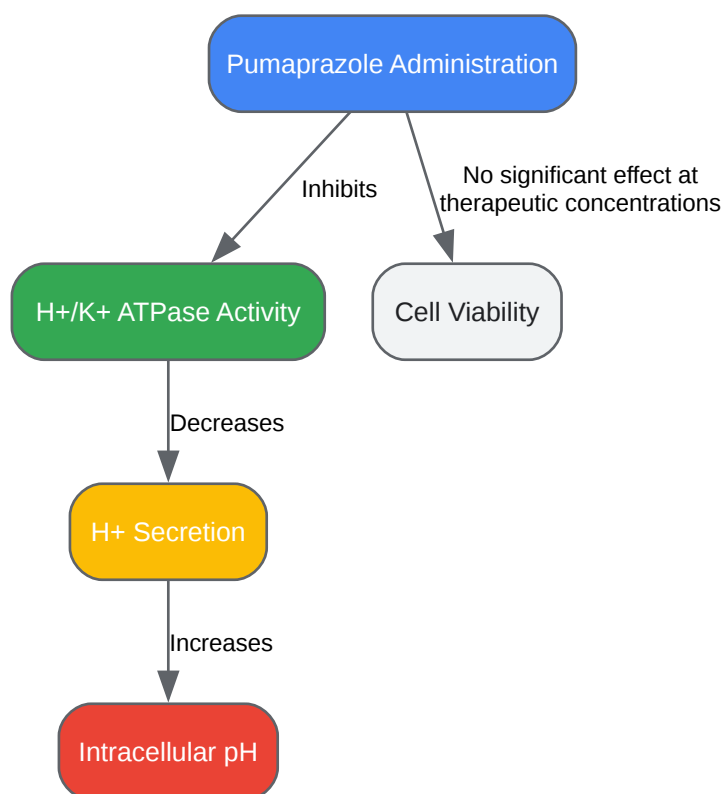 Pumaprazole Administration
Inhibits
No significant effect at
therapeutic concentrations
H+/K+ ATPase Activity
Cell Viability
Decreases
H+ Secretion
Increases
Intracellular pH